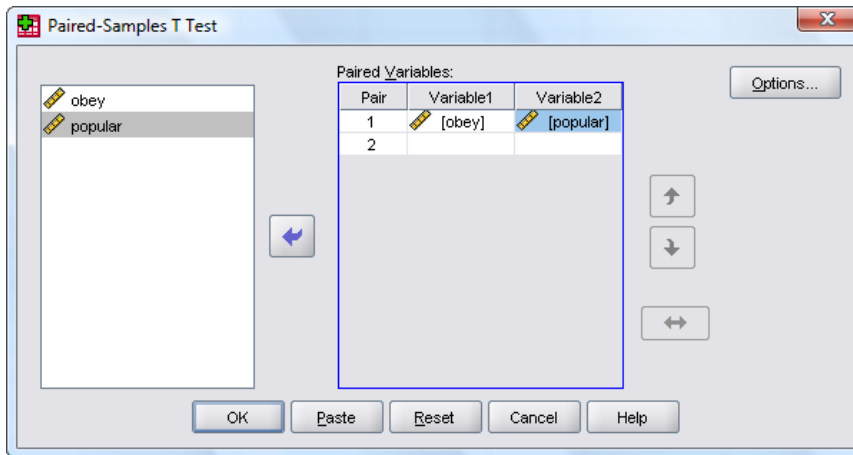 Paired-Samples T Test
obey
popular
Paired Variables:
Pair Variable1 Variable2
1 [obey] [popular]
2
Options...
OK Paste Reset Cancel Help